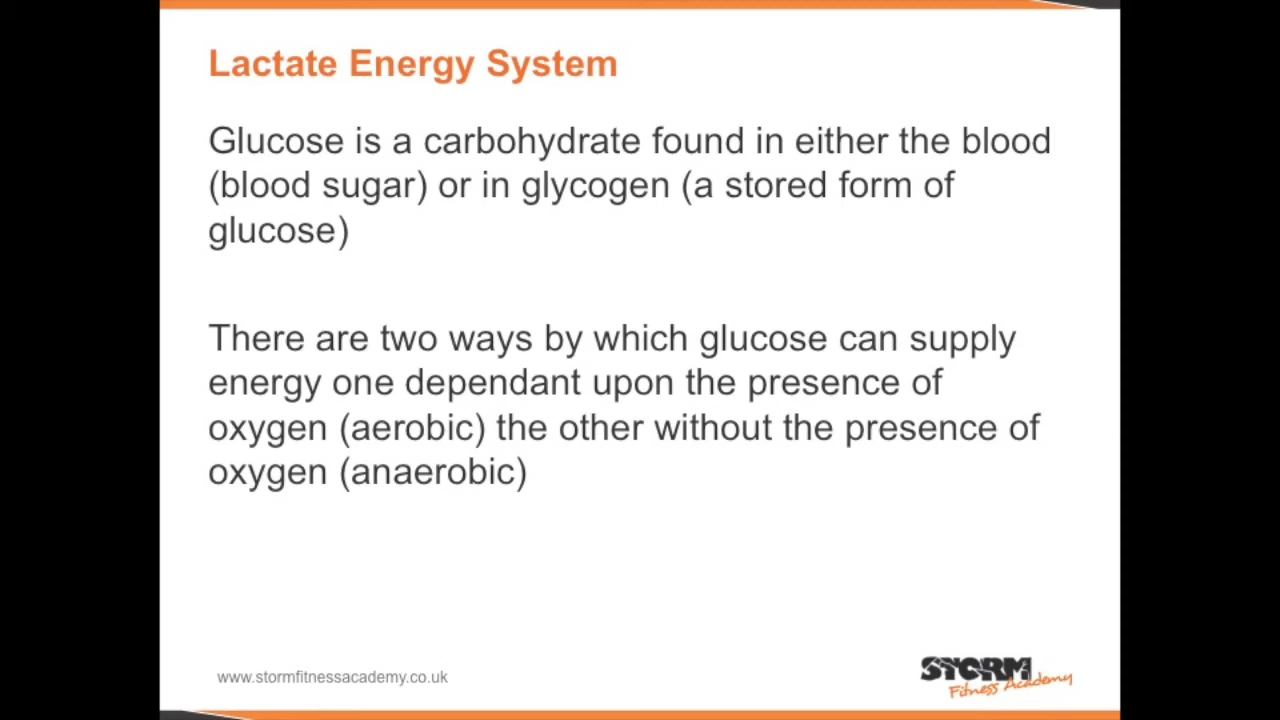 Lactate Energy System
Glucose is a carbohydrate found in either the blood
(blood sugar) or in glycogen (a stored form of
glucose)
There are two ways by which glucose can supply
energy one dependant upon the presence of
oxygen (aerobic) the other without the presence of
oxygen (anaerobic)
www.stormfitnessacademy.co.uk
STORM
Fitness Academy